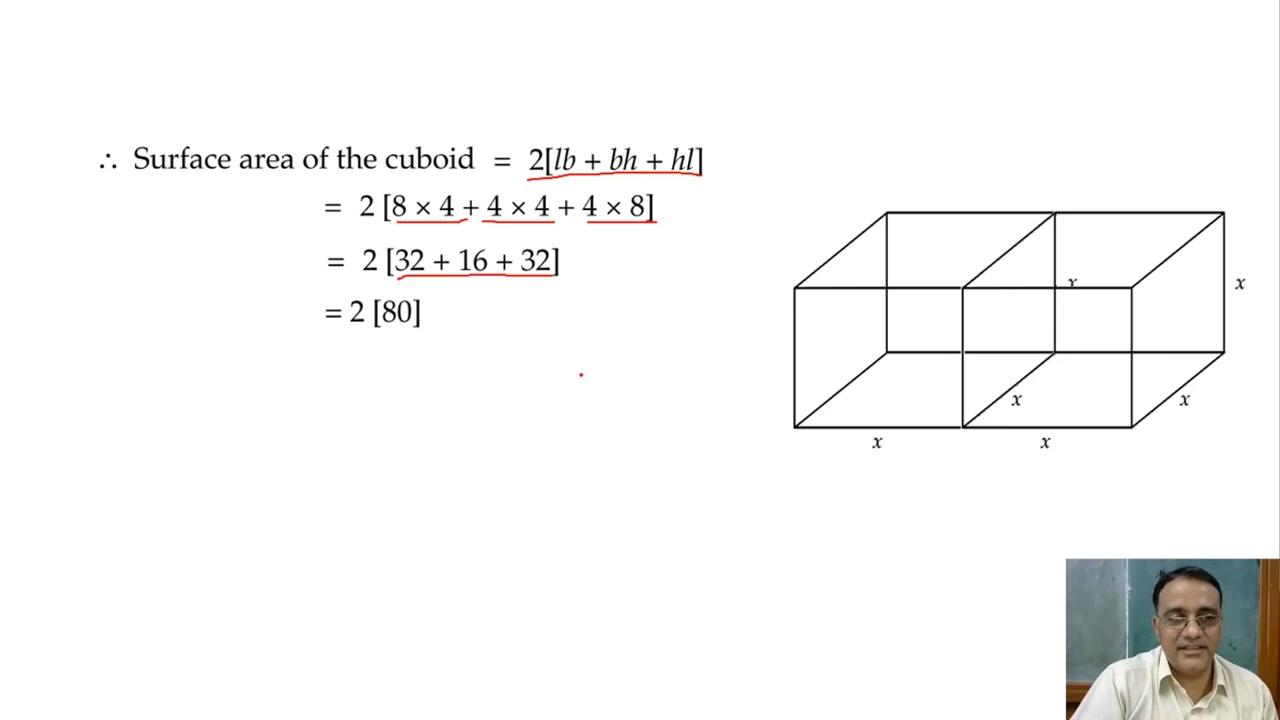 ∴ Surface area of the cuboid = 2[lb + bh + hl]
= 2 [8 × 4 + 4 × 4 + 4 × 8]
= 2 [32 + 16 + 32]
= 2 [80]
x
x
x
x
x
x